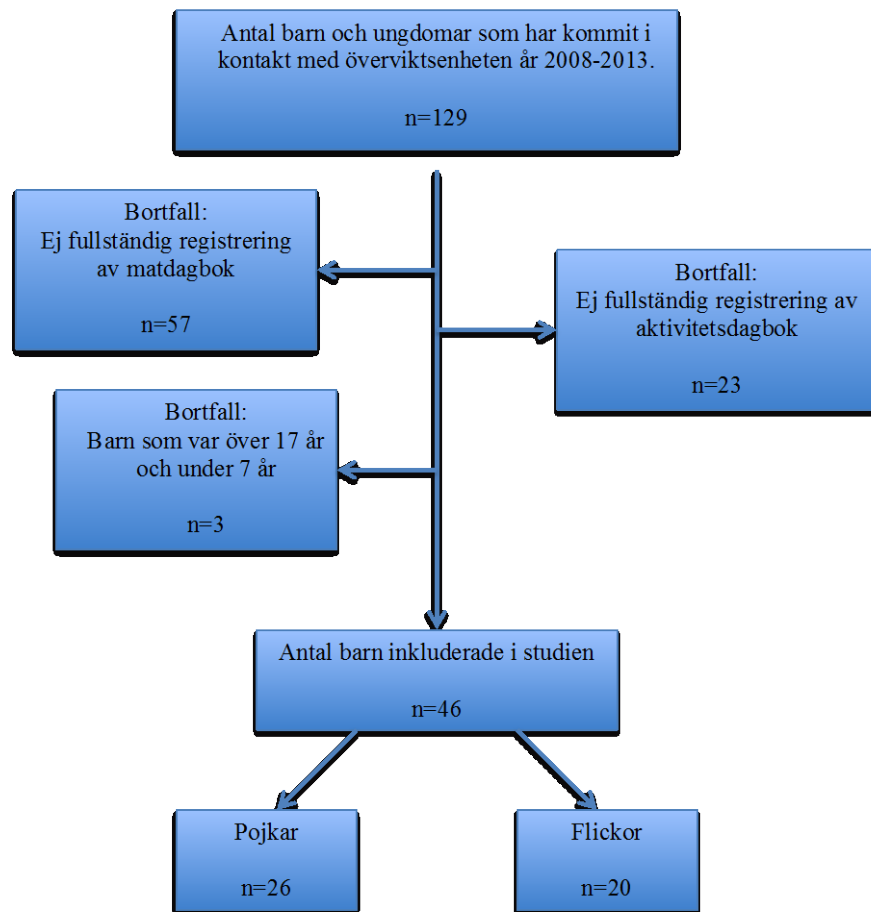 Antal barn och ungdomar som har kommit i
kontakt med överviktsenheten år 2008-2013.
n=129
Bortfall:
Ej fullständig registrering
av matdagbok
n=57
Bortfall:
Ej fullständig registrering av
aktivitetsdagbok
n=23
Bortfall:
Barn som var över 17 år
och under 7 år
n=3
Antal barn inkluderade i studien
n=46
Pojkar
n=26
Flickor
n=20